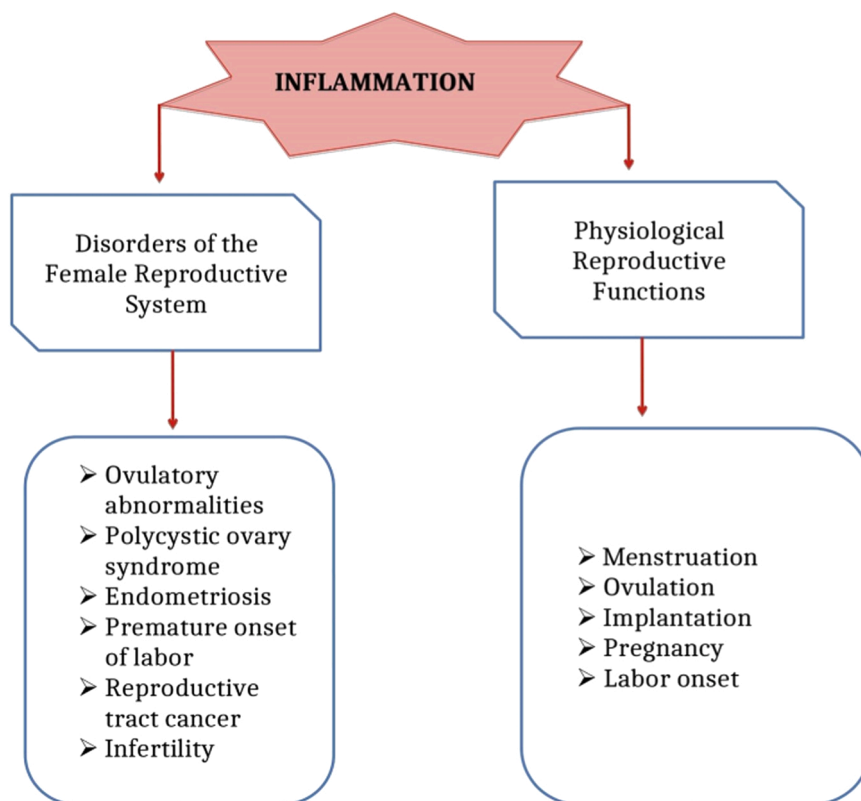 INFLAMMATION
Disorders of the
Female Reproductive
System
Physiological
Reproductive
Functions
➢ Ovulatory
abnormalities
➢ Polycystic ovary
syndrome
➢ Endometriosis
➢ Premature onset
of labor
➢ Reproductive
tract cancer
➢ Infertility
➢ Menstruation
➢ Ovulation
➢ Implantation
➢ Pregnancy
➢ Labor onset